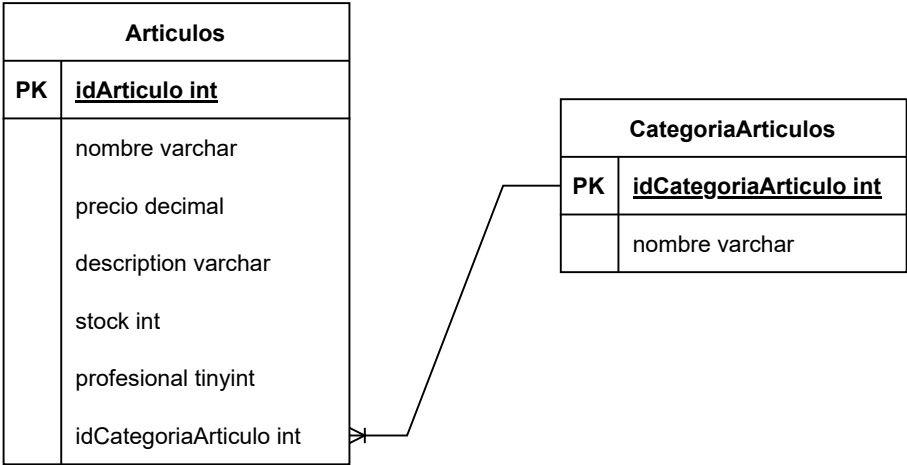 Articulos
PK idArticulo int
nombre varchar
precio decimal
description varchar
stock int
profesional tinyint
idCategoriaArticulo int
CategoriaArticulos
PK idCategoriaArticulo int
nombre varchar